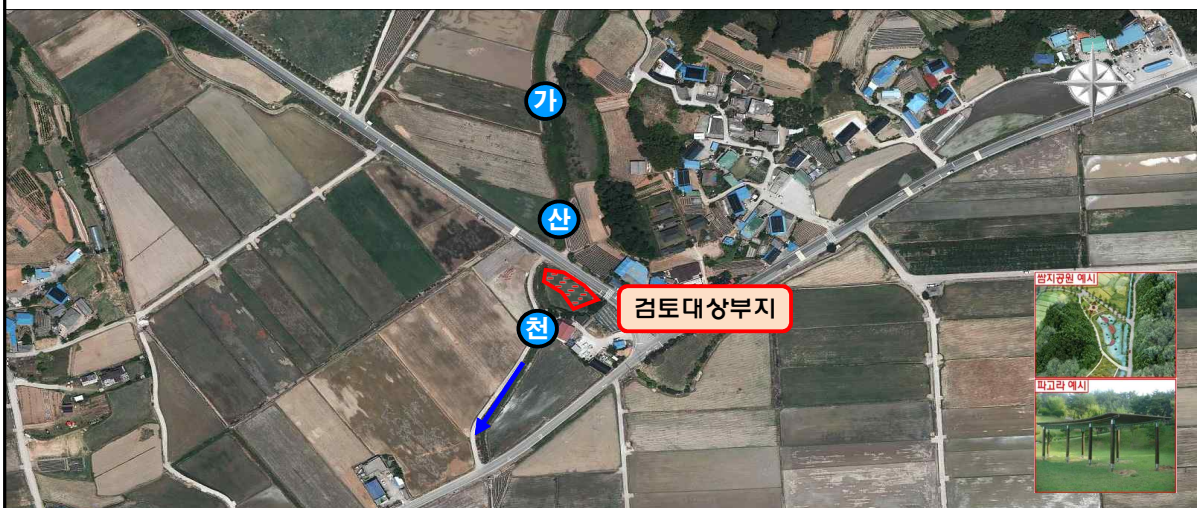 가
산
천
검토대상부지
쌈지공원 예시
파고라 예시